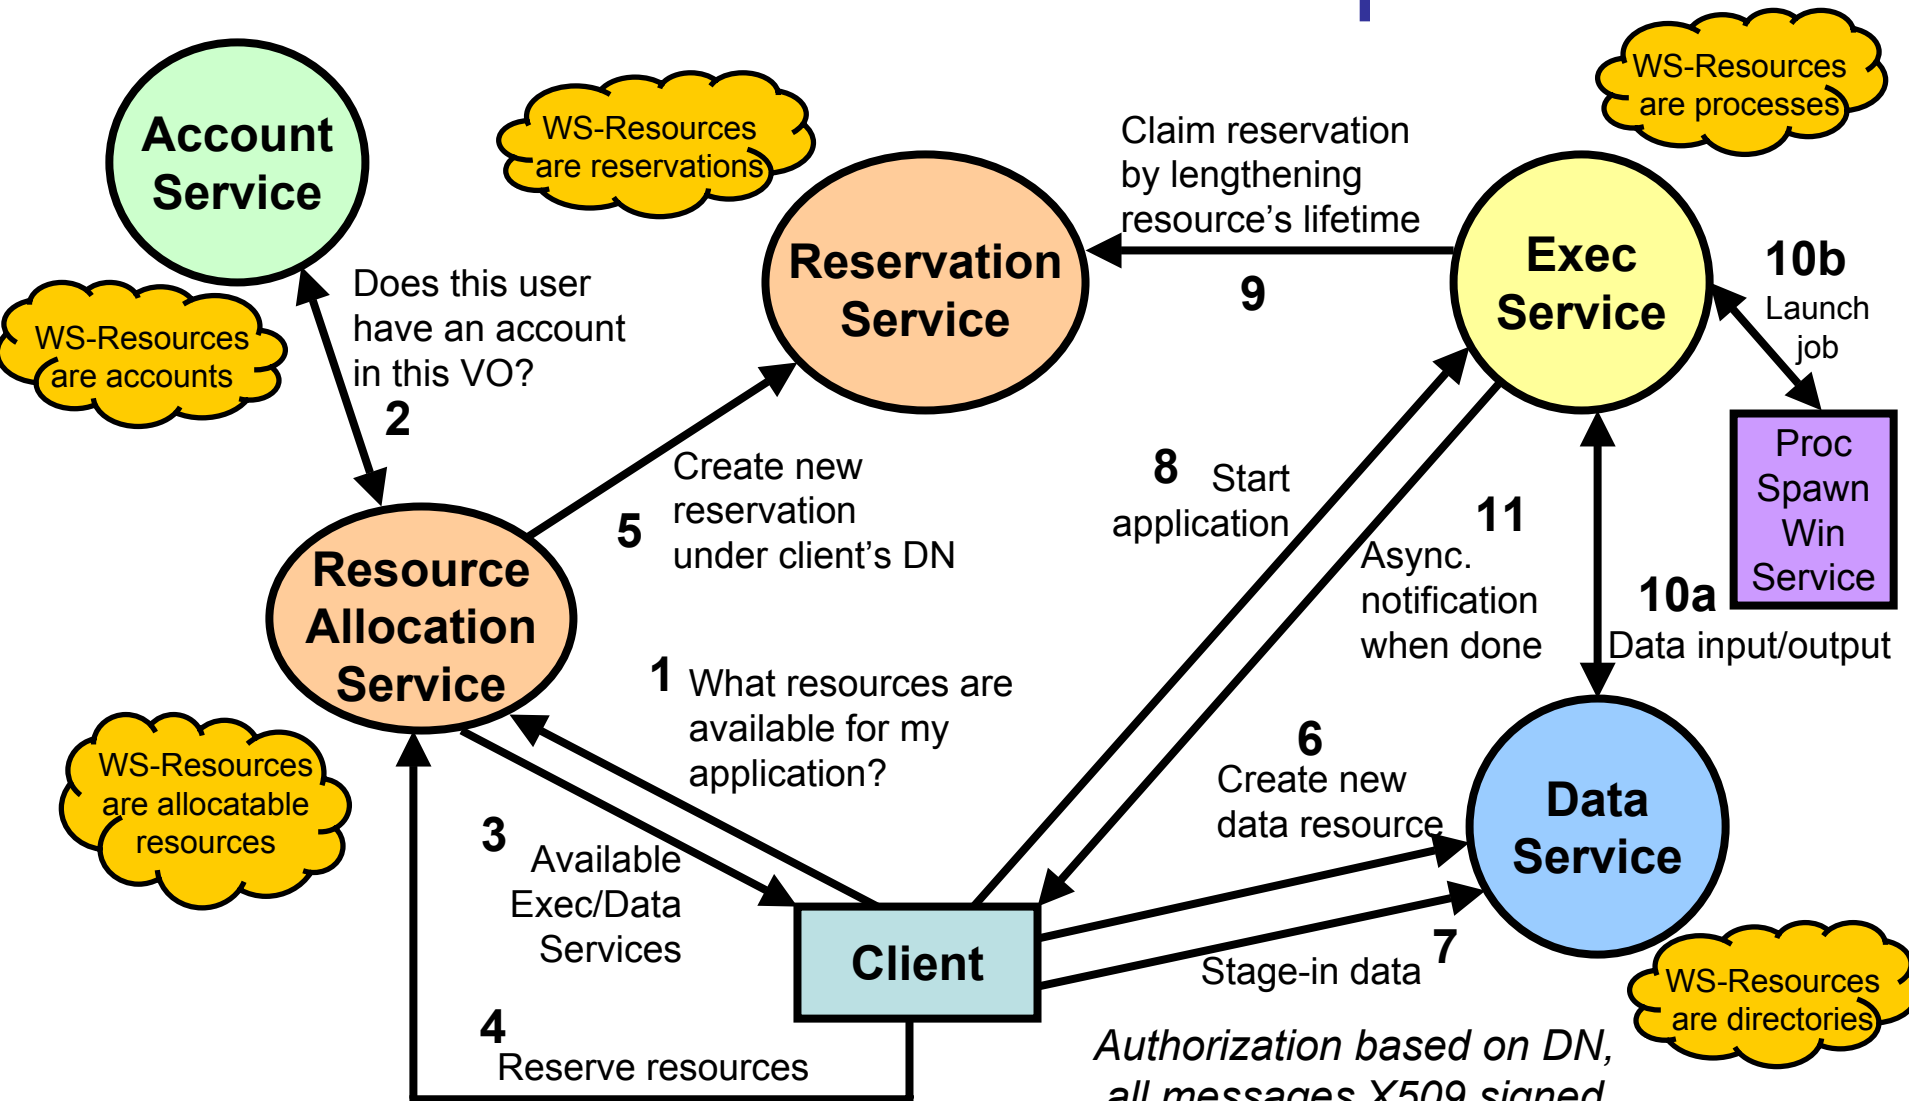 WS-Resources
are processes
Account
Service
WS-Resources
are reservations
Claim reservation
by lengthening
resource's lifetime
9
Reservation
Service
Exec
Service
10b
Launch
job
Does this user
have an account
in this VO?
2
WS-Resources
are accounts
Create new
reservation
under client's DN
5
8
Start
application
11
Async.
notification
when done
Proc
Spawn
Win
Service
10a
Data input/output
Resource
Allocation
Service
1
What resources are
available for my
application?
WS-Resources
are allocatable
resources
3
Available
Exec/Data
Services
6
Create new
data resource
Data
Service
Client
7
Stage-in data
WS-Resources
are directories
4
Reserve resources
Authorization based on DN,
all messages X509 signed